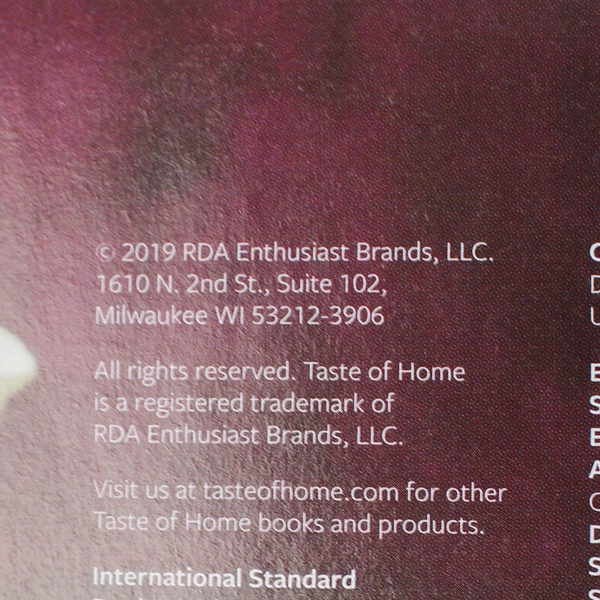 © 2019 RDA Enthusiast Brands, LLC.
1610 N. 2nd St., Suite 102,
Milwaukee WI 53212-3906
All rights reserved. Taste of Home
is a registered trademark of
RDA Enthusiast Brands, LLC.
Visit us at tasteofhome.com for other
Taste of Home books and products.
International Standard